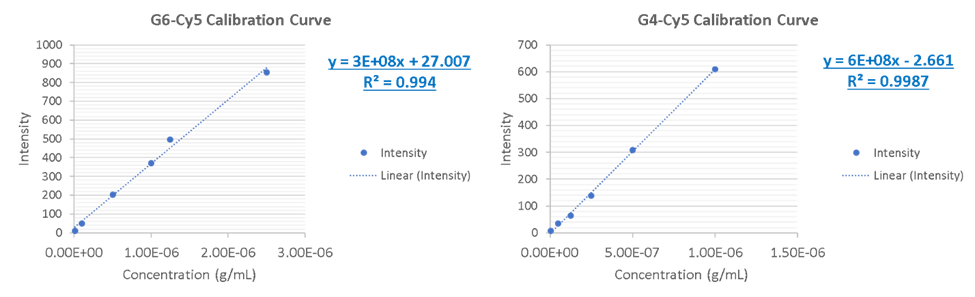 G6-Cy5 Calibration Curve
1000
900
800
700
600
500
400
300
200
100
0
Intensity
0.00E+00 1.00E-06 2.00E-06 3.00E-06
Concentration (g/mL)
y = 3E+08x + 27.007
R² = 0.994
Intensity
Linear (Intensity)
G4-Cy5 Calibration Curve
700
600
500
400
300
200
100
0
Intensity
0.00E+00 5.00E-07 1.00E-06 1.50E-06
Concentration (g/mL)
y = 6E+08x - 2.661
R² = 0.9987
Intensity
Linear (Intensity)